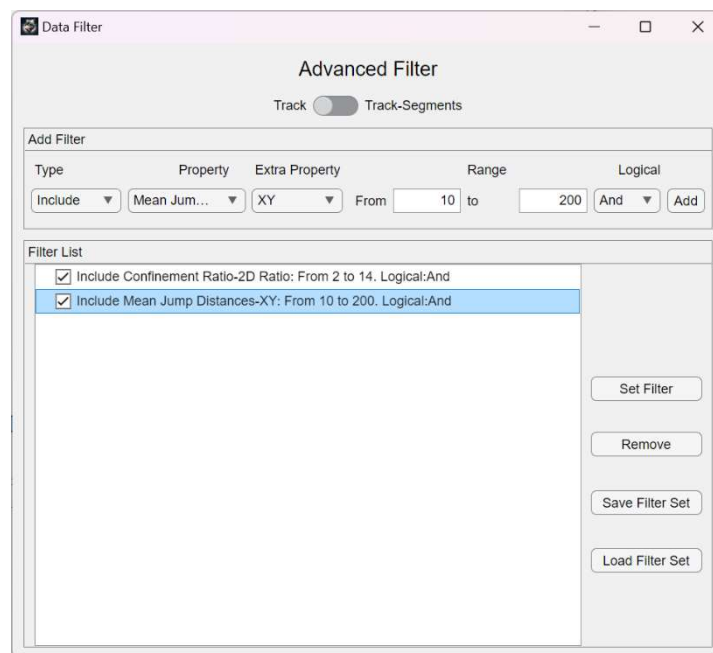 Data Filter
Advanced Filter
Track Track-Segments
Add Filter
Type Property Extra Property Range Logical
Include Mean Jum... XY From 10 to 200 And Add
Filter List
Include Confinement Ratio-2D Ratio: From 2 to 14. Logical:And
Include Mean Jump Distances-XY: From 10 to 200. Logical:And
Set Filter
Remove
Save Filter Set
Load Filter Set